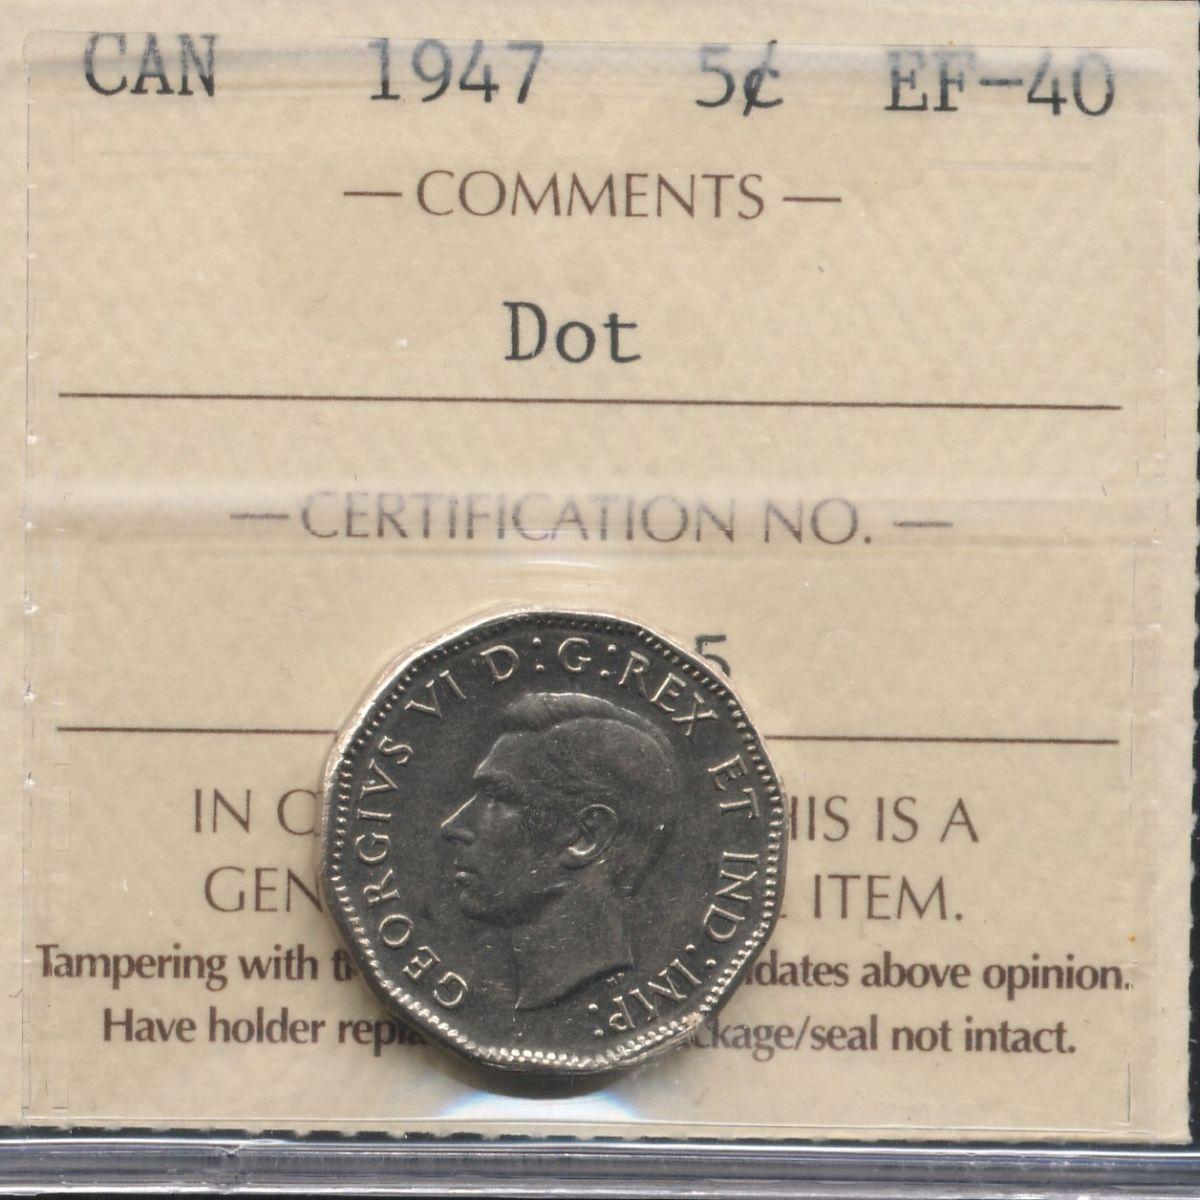 CAN 1947 5¢ EF-40
— COMMENTS —
Dot
— CERTIFICATION NO. —
5
GEORGIVS VI D:G:REX ET IND:IMP:
IN C HIS IS A
GEN ITEM.
Tampering with idates above opinion.
Have holder repla ckage/seal not intact.